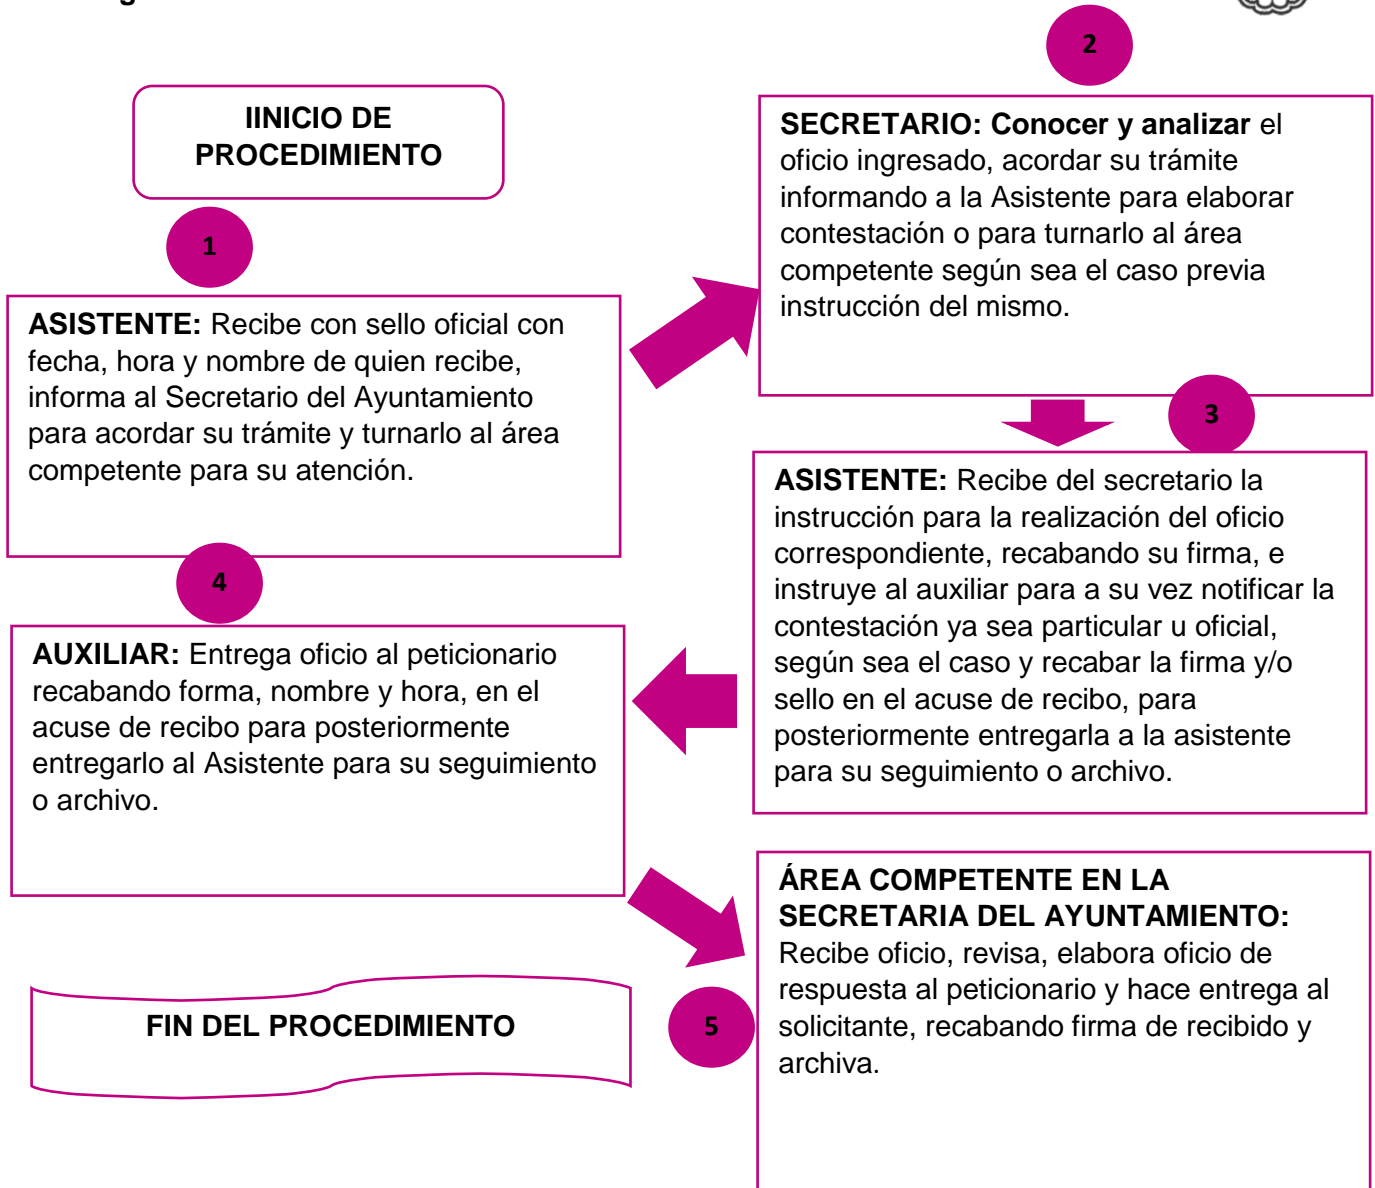 IINICIO DE
PROCEDIMIENTO
1
ASISTENTE: Recibe con sello oficial con
fecha, hora y nombre de quien recibe,
informa al Secretario del Ayuntamiento
para acordar su trámite y turnarlo al área
competente para su atención.
2
SECRETARIO: Conocer y analizar el
oficio ingresado, acordar su trámite
informando a la Asistente para elaborar
contestación o para turnarlo al área
competente según sea el caso previa
instrucción del mismo.
3
ASISTENTE: Recibe del secretario la
instrucción para la realización del oficio
correspondiente, recabando su firma, e
instruye al auxiliar para a su vez notificar la
contestación ya sea particular u oficial,
según sea el caso y recabar la firma y/o
sello en el acuse de recibo, para
posteriormente entregarla a la asistente
para su seguimiento o archivo.
4
AUXILIAR: Entrega oficio al peticionario
recabando forma, nombre y hora, en el
acuse de recibo para posteriormente
entregarlo al Asistente para su seguimiento
o archivo.
5
ÁREA COMPETENTE EN LA
SECRETARIA DEL AYUNTAMIENTO:
Recibe oficio, revisa, elabora oficio de
respuesta al peticionario y hace entrega al
solicitante, recabando firma de recibido y
archiva.
FIN DEL PROCEDIMIENTO